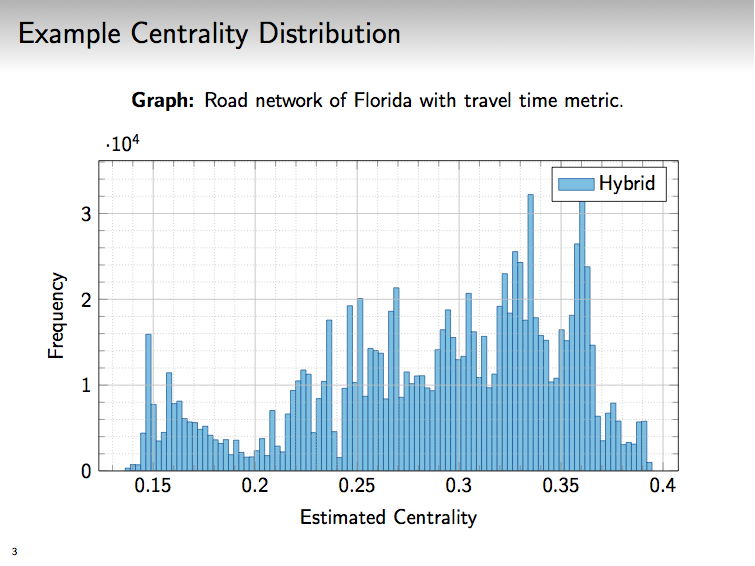 Example Centrality Distribution
Graph: Road network of Florida with travel time metric.
·10⁴
Hybrid
3
2
1
0
Frequency
0.15 0.2 0.25 0.3 0.35 0.4
Estimated Centrality
3